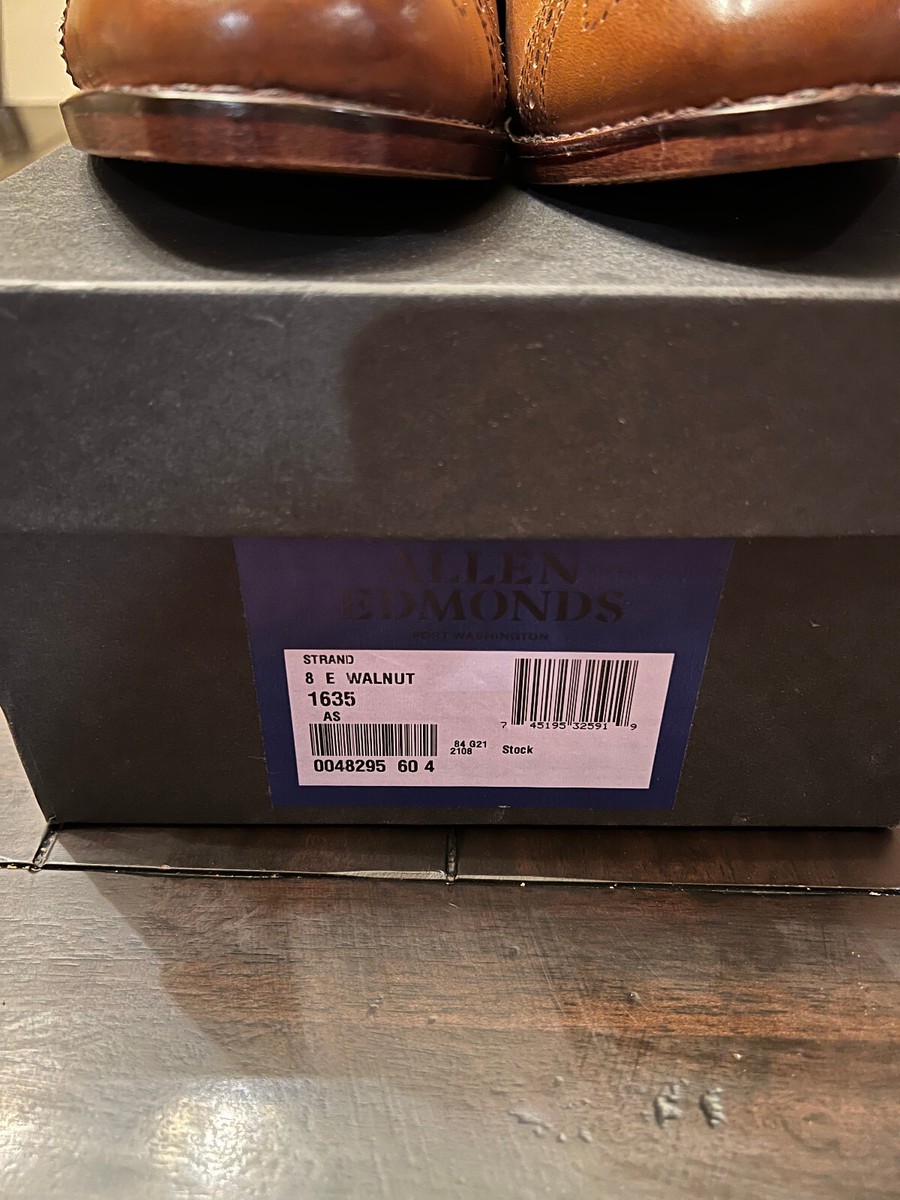 ALLEN
EDMONDS
PORT WASHINGTON
STRAND
8 E WALNUT
1635
AS
7 45195 32591 9
84 G21
2108 Stock
0048295 60 4